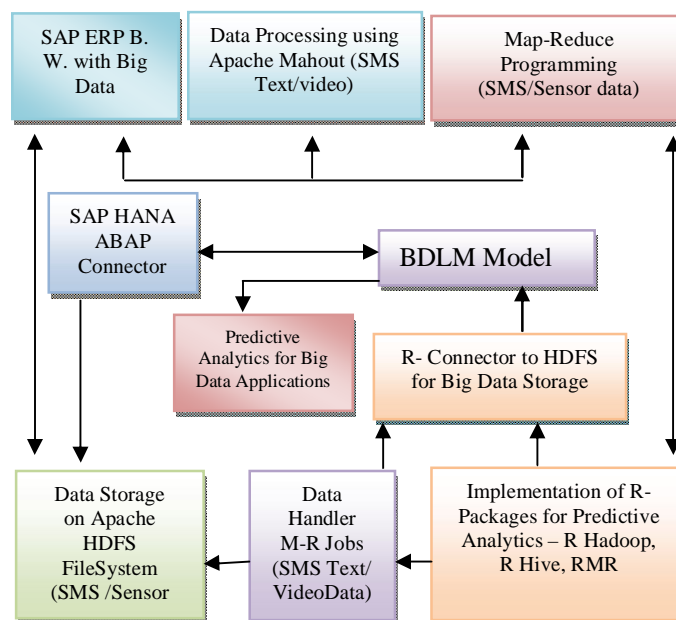 SAP ERP B.
W. with Big
Data
Data Processing using
Apache Mahout (SMS
Text/video)
Map-Reduce
Programming
(SMS/Sensor data)
SAP HANA
ABAP
Connector
BDLM Model
Predictive
Analytics for Big
Data Applications
R- Connector to HDFS
for Big Data Storage
Data Storage
on Apache
HDFS
FileSystem
(SMS /Sensor
Data
Handler
M-R Jobs
(SMS Text/
VideoData)
Implementation of R-
Packages for Predictive
Analytics – R Hadoop,
R Hive, RMR